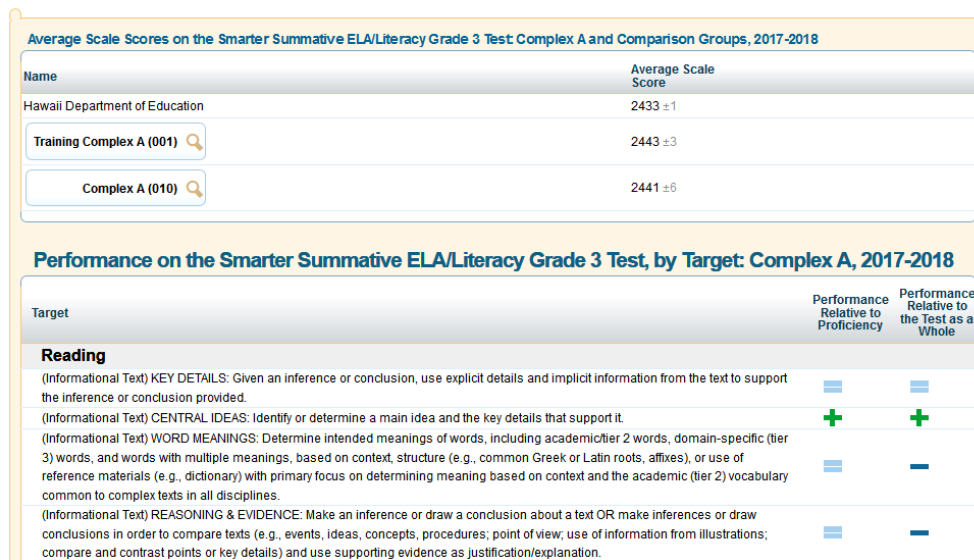 Average Scale Scores on the Smarter Summative ELA/Literacy Grade 3 Test: Complex A and Comparison Groups, 2017-2018
Name
Average Scale
Score
Hawaii Department of Education
2433 ±1
Training Complex A (001)
2443 ±3
Complex A (010)
2441 ±6
Performance on the Smarter Summative ELA/Literacy Grade 3 Test, by Target: Complex A, 2017-2018
Target
Performance
Relative to
Proficiency
Performance
Relative to
the Test as a
Whole
Reading
(Informational Text) KEY DETAILS: Given an inference or conclusion, use explicit details and implicit information from the text to support
the inference or conclusion provided.
(Informational Text) CENTRAL IDEAS: Identify or determine a main idea and the key details that support it.
(Informational Text) WORD MEANINGS: Determine intended meanings of words, including academic/tier 2 words, domain-specific (tier
3) words, and words with multiple meanings, based on context, structure (e.g., common Greek or Latin roots, affixes), or use of
reference materials (e.g., dictionary) with primary focus on determining meaning based on context and the academic (tier 2) vocabulary
common to complex texts in all disciplines.
(Informational Text) REASONING & EVIDENCE: Make an inference or draw a conclusion about a text OR make inferences or draw
conclusions in order to compare texts (e.g., events, ideas, concepts, procedures; point of view; use of information from illustrations;
compare and contrast points or key details) and use supporting evidence as justification/explanation.